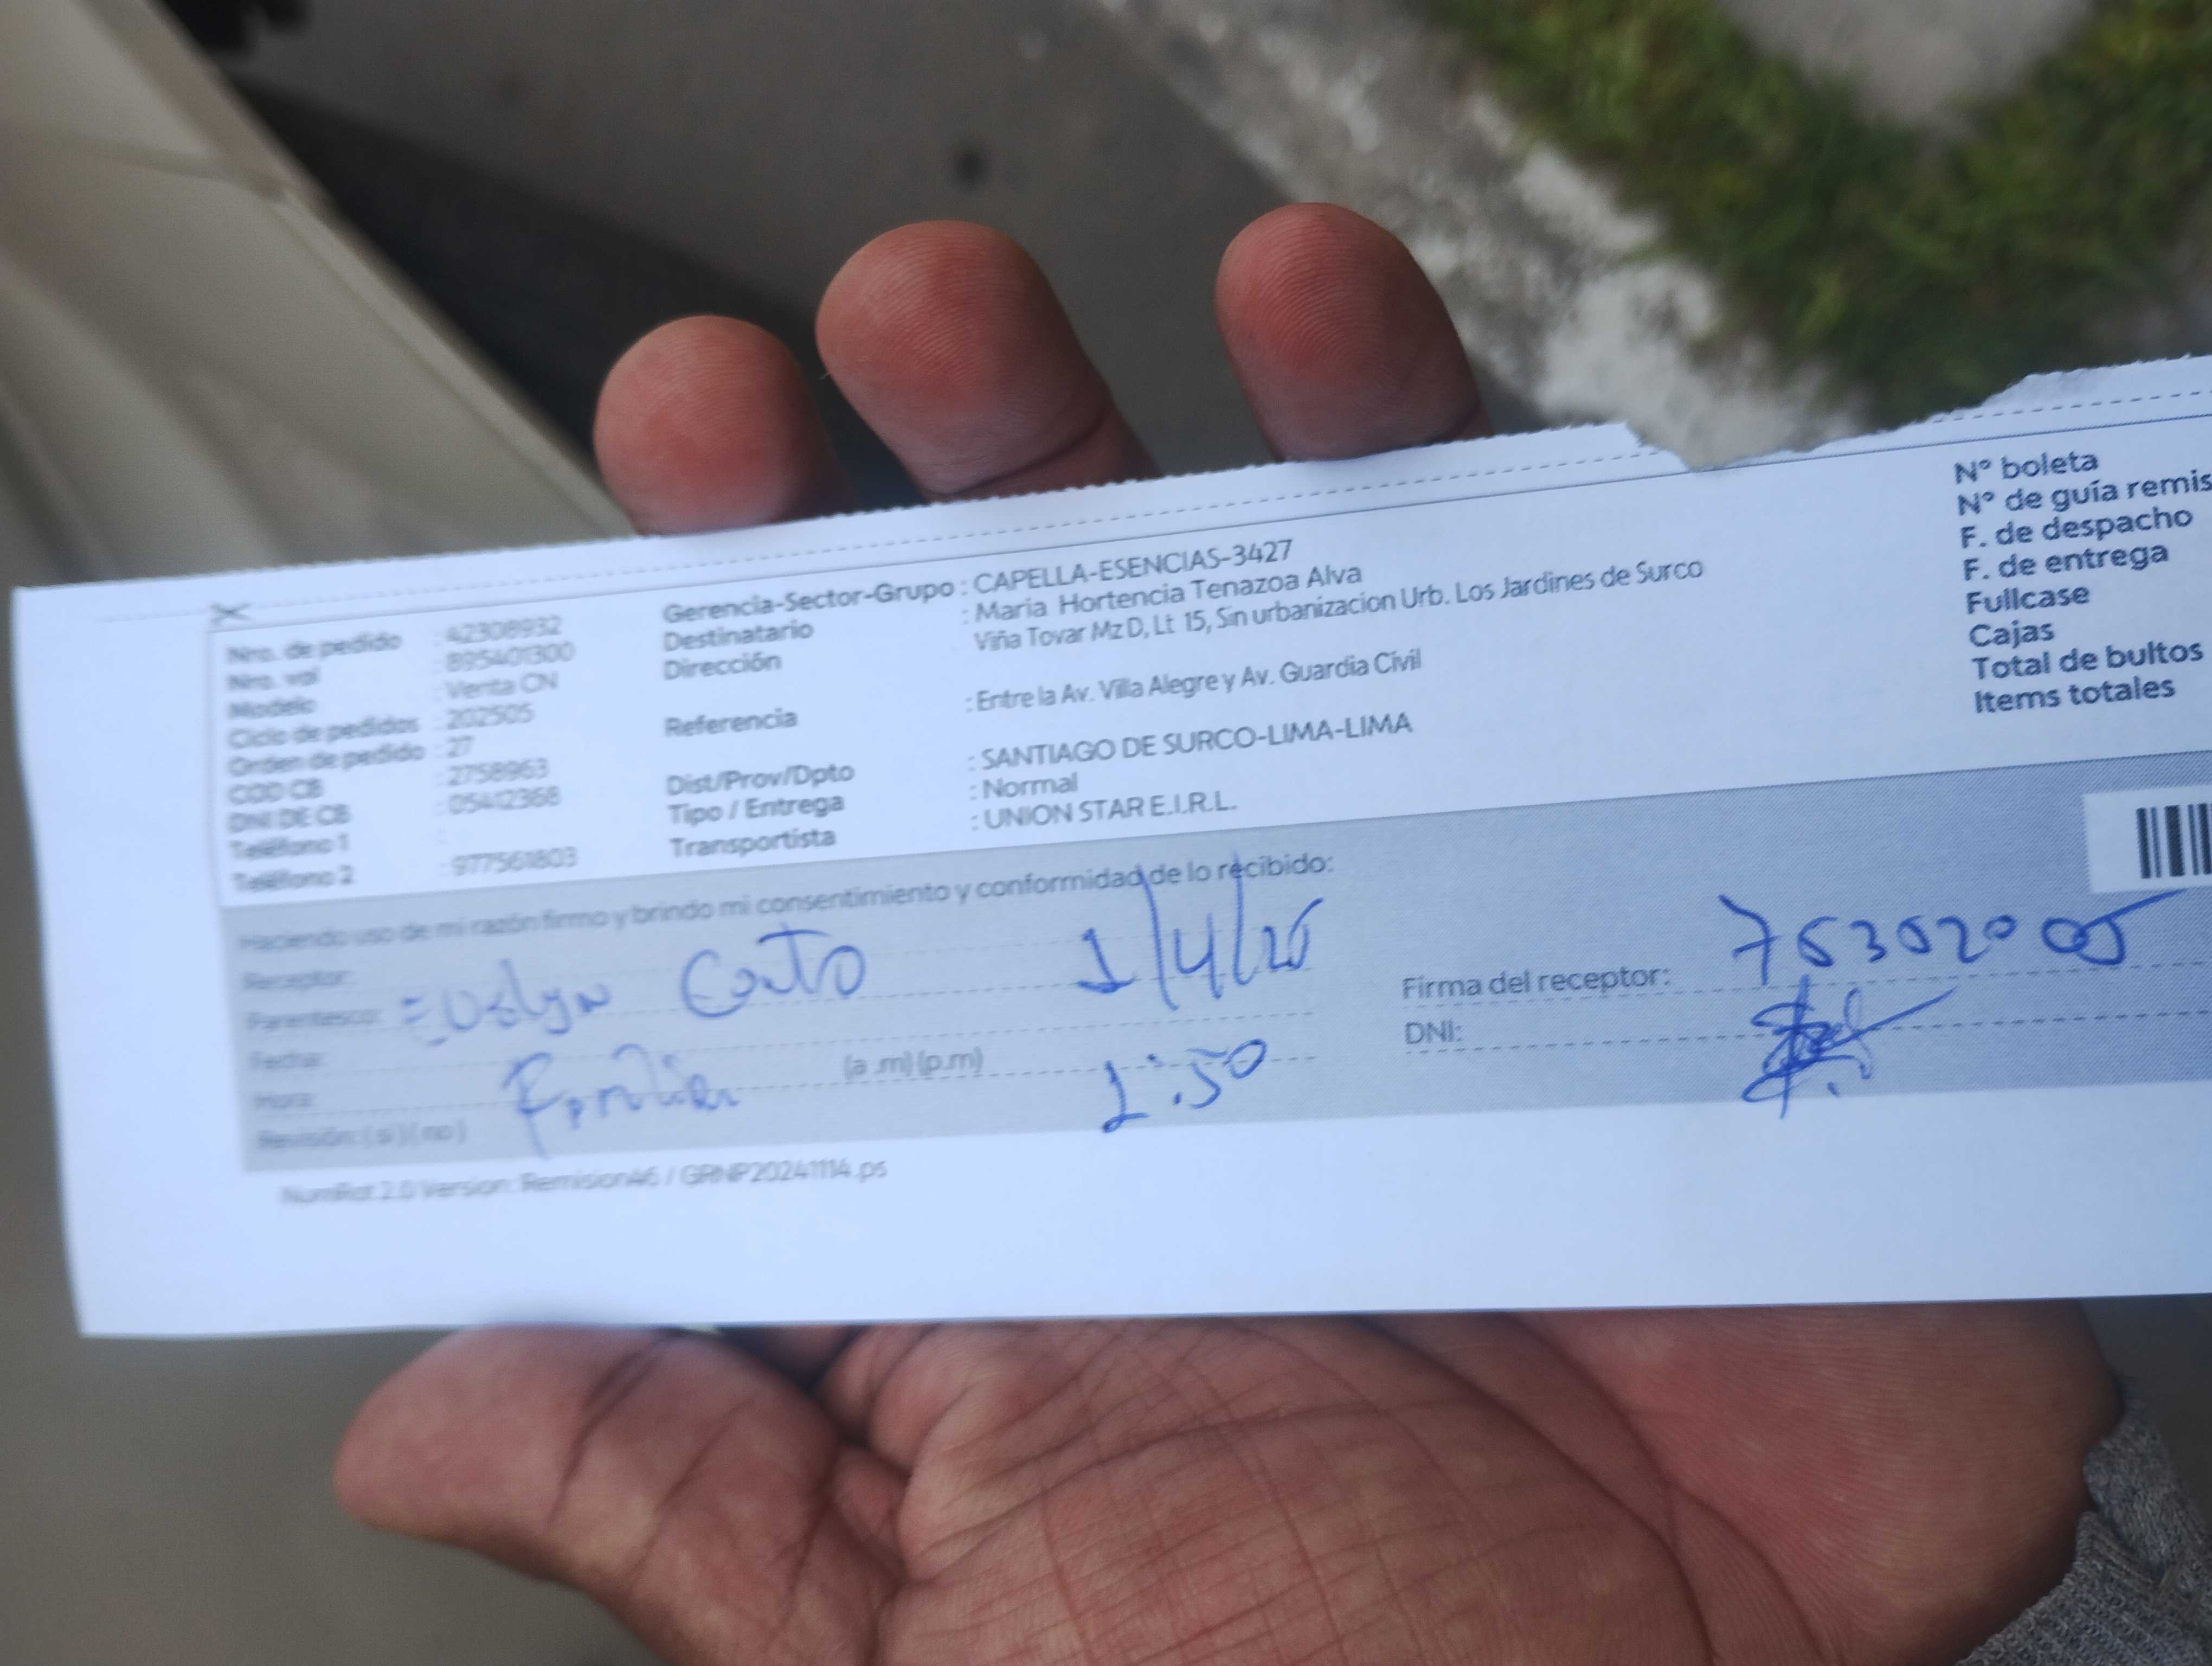 Nro. de pedido : 42308932
Nro. vol : 895401300
Modelo : Venta CN
Ciclo de pedidos : 202505
Orden de pedido : 27
COD CB : 2758963
DNI DE CB : 05412368
Teléfono 1 :
Teléfono 2 : 977561803
Gerencia-Sector-Grupo : CAPELLA-ESENCIAS-3427
Destinatario : Maria Hortencia Tenazoa Alva
Dirección Viña Tovar Mz D, Lt 15, Sin urbanizacion Urb. Los Jardines de Surco
Referencia : Entre la Av. Villa Alegre y Av. Guardia Civil
Dist/Prov/Dpto : SANTIAGO DE SURCO-LIMA-LIMA
Tipo / Entrega : Normal
Transportista : UNION STAR E.I.R.L.
N° boleta
N° de guía remis
F. de despacho
F. de entrega
Fullcase
Cajas
Total de bultos
Items totales
Haciendo uso de mi razón firmo y brindo mi consentimiento y conformidad de lo recibido:
Receptor:
Parentesco:
Fecha:
Hora: (a .m) (p.m)
Revisión: ( si ) ( no )
1/4/25
1:50
Firma del receptor:
DNI:
NumRot 2.0 Version: RemisionA6 / GRNP20241114.ps